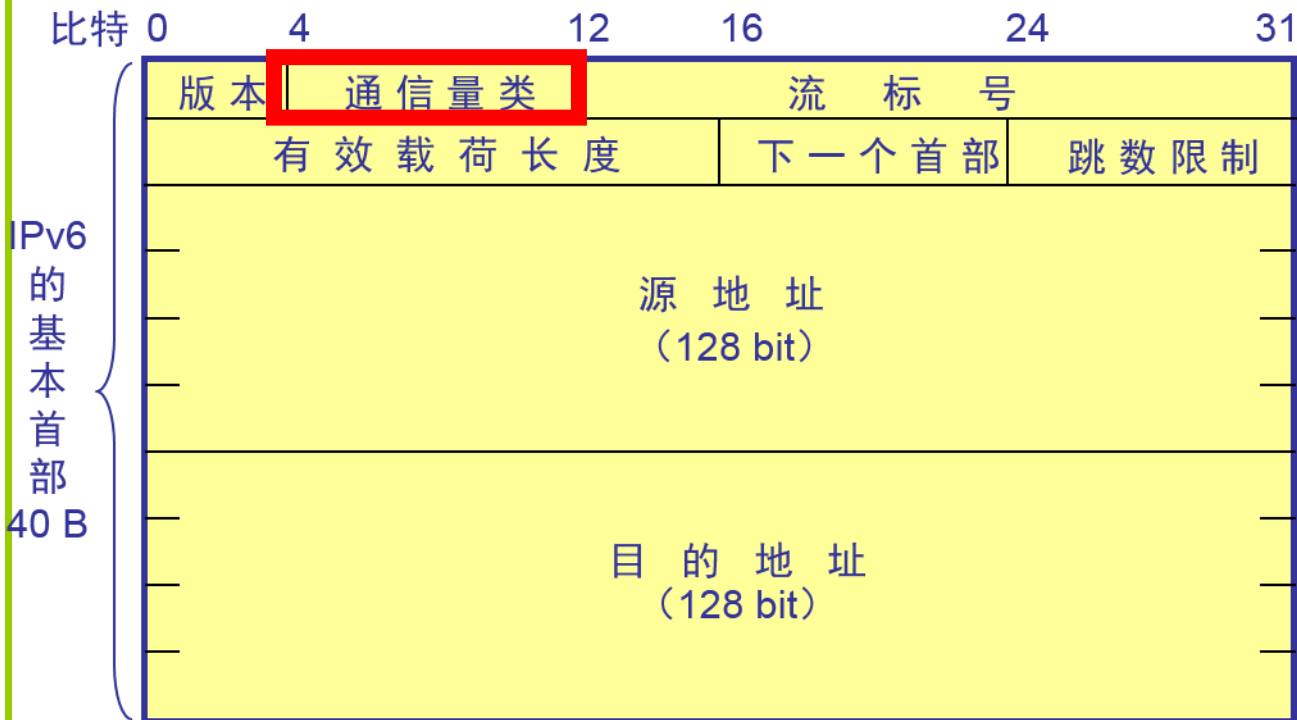 比特 0 4 12 16 24 31
版本 通信量类 流标号
有效载荷长度 下一个首部 跳数限制
源地址
（128 bit）
目的地址
（128 bit）
IPv6
的
基
本
首
部
40 B